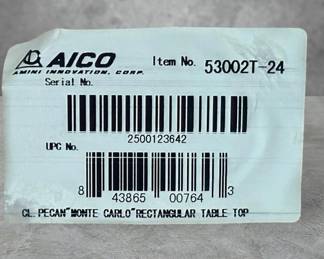 AICO Item No. 53002T-24
AMINI INNOVATION, CORP.
Serial No.
2500123642
UPC No.
8 43865 00764 3
CL.PECAN"MONTE CARLO"RECTANGULAR TABLE TOP